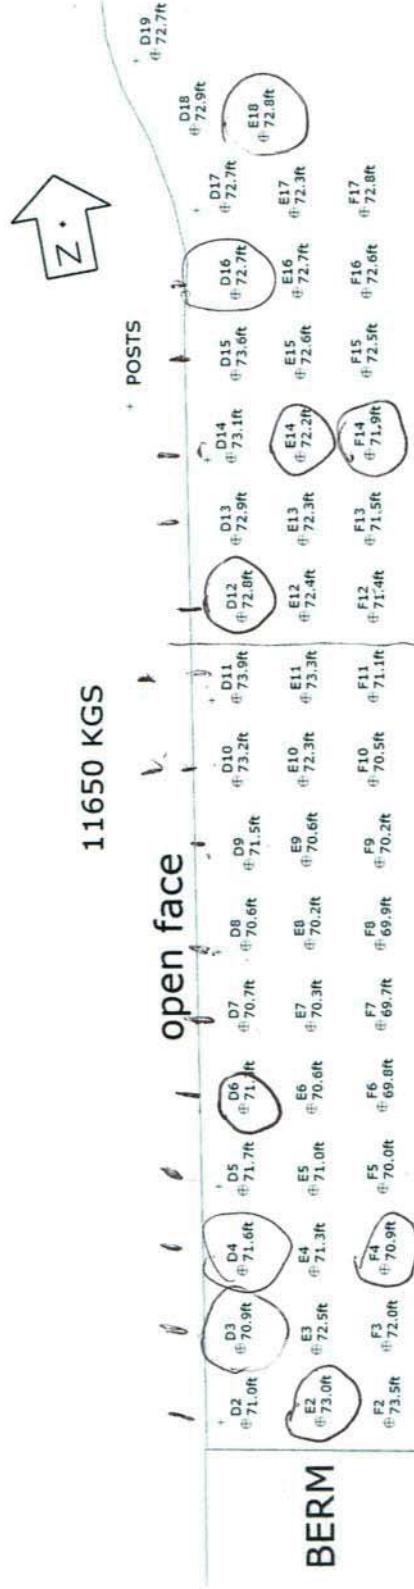 11650 KGS
Z
open face
POSTS
D2
71.0ft
D3
70.9ft
D4
71.6ft
D5
71.7ft
D6
D7
70.7ft
D8
70.6ft
D9
71.5ft
D10
73.2ft
D11
73.9ft
D12
72.8ft
D13
72.9ft
D14
73.1ft
D15
73.6ft
D16
72.7ft
D17
72.7ft
D18
72.9ft
D19
72.7ft
BERM
E2
73.0ft
E3
72.5ft
E4
71.3ft
E5
71.0ft
E6
70.6ft
E7
70.3ft
E8
70.2ft
E9
70.6ft
E10
72.3ft
E11
73.3ft
E12
72.4ft
E13
72.3ft
E14
72.2ft
E15
72.6ft
E16
72.7ft
E17
72.3ft
E18
72.8ft
F2
73.5ft
F3
72.0ft
F4
70.9ft
F5
70.0ft
F6
69.8ft
F7
69.7ft
F8
69.9ft
F9
70.2ft
F10
70.5ft
F11
71.1ft
F12
71.4ft
F13
71.5ft
F14
71.9ft
F15
72.5ft
F16
72.6ft
F17
72.8ft